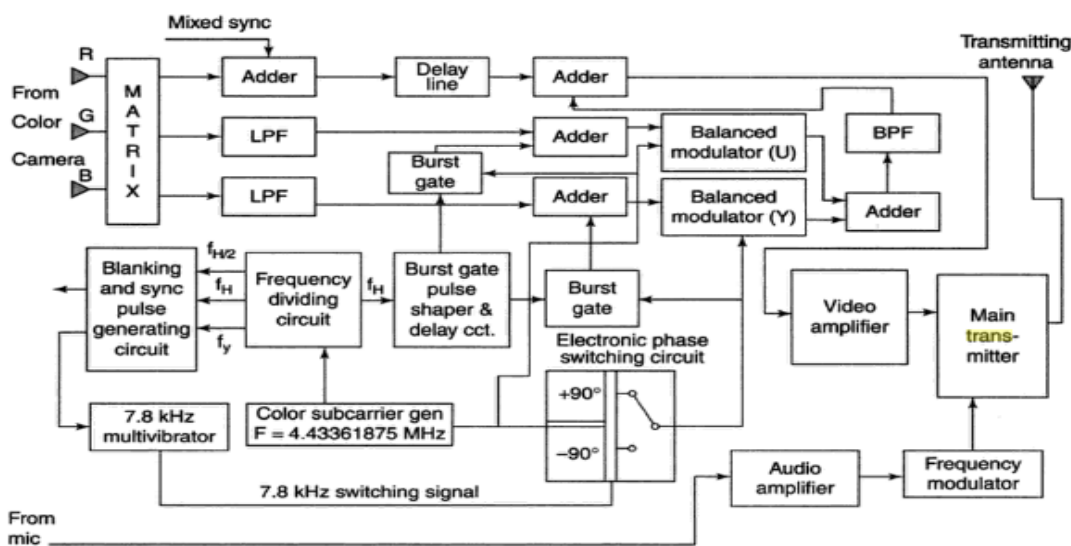 Mixed sync
Transmitting
antenna
R
From
Color
G
Camera
B
M
A
T
R
I
X
Adder
Delay
line
Adder
LPF
Adder
Balanced
modulator (U)
BPF
Burst
gate
LPF
Adder
Balanced
modulator (Y)
Adder
Blanking
and sync
pulse
generating
circuit
fH/2
fH
fy
Frequency
dividing
circuit
fH
Burst gate
pulse
shaper &
delay cct.
Burst
gate
Video
amplifier
Main
trans-
mitter
Electronic phase
switching circuit
+90°
−90°
7.8 kHz
multivibrator
Color subcarrier gen
F = 4.43361875 MHz
7.8 kHz switching signal
Audio
amplifier
Frequency
modulator
From
mic